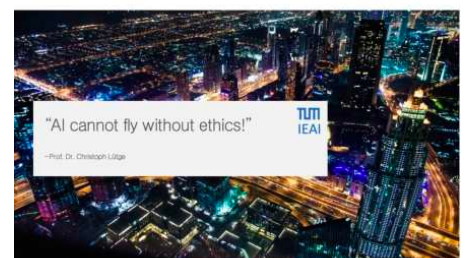 “AI cannot fly without ethics!”
TUM
IEAI
—Prof. Dr. Christoph Lütge